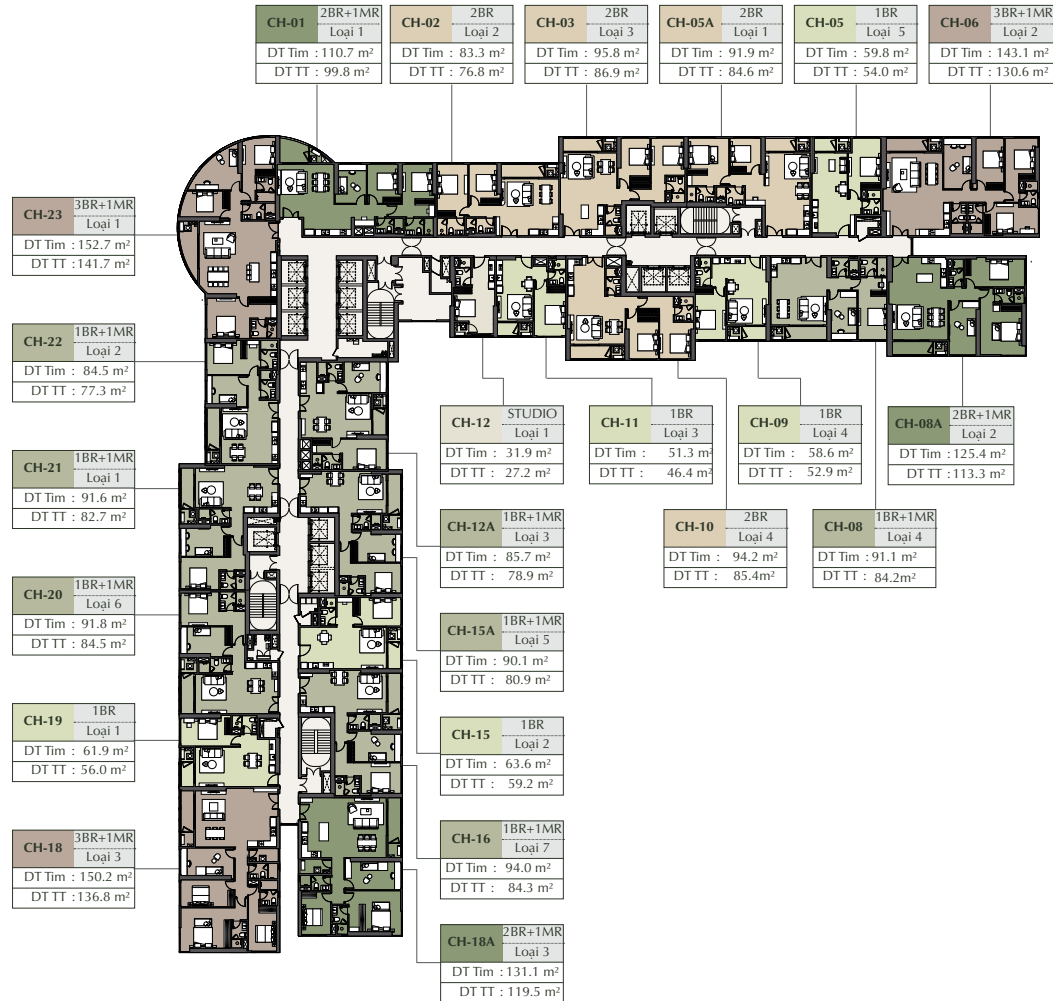 CH-01 2BR+1MR
Loại 1
DT Tim : 110.7 m²
DT TT : 99.8 m²
CH-02 2BR
Loại 2
DT Tim : 83.3 m²
DT TT : 76.8 m²
CH-03 2BR
Loại 3
DT Tim : 95.8 m²
DT TT : 86.9 m²
CH-05A 2BR
Loại 1
DT Tim : 91.9 m²
DT TT : 84.6 m²
CH-05 1BR
Loại 5
DT Tim : 59.8 m²
DT TT : 54.0 m²
CH-06 3BR+1MR
Loại 2
DT Tim : 143.1 m²
DT TT : 130.6 m²
CH-23 3BR+1MR
Loại 1
DT Tim : 152.7 m²
DT TT : 141.7 m²
CH-22 1BR+1MR
Loại 2
DT Tim : 84.5 m²
DT TT : 77.3 m²
CH-12 STUDIO
Loại 1
DT Tim : 31.9 m²
DT TT : 27.2 m²
CH-11 1BR
Loại 3
DT Tim : 51.3 m²
DT TT : 46.4 m²
CH-09 1BR
Loại 4
DT Tim : 58.6 m²
DT TT : 52.9 m²
CH-08A 2BR+1MR
Loại 2
DT Tim : 125.4 m²
DT TT : 113.3 m²
CH-21 1BR+1MR
Loại 1
DT Tim : 91.6 m²
DT TT : 82.7 m²
CH-12A 1BR+1MR
Loại 3
DT Tim : 85.7 m²
DT TT : 78.9 m²
CH-10 2BR
Loại 4
DT Tim : 94.2 m²
DT TT : 85.4m²
CH-08 1BR+1MR
Loại 4
DT Tim : 91.1 m²
DT TT : 84.2m²
CH-20 1BR+1MR
Loại 6
DT Tim : 91.8 m²
DT TT : 84.5 m²
CH-15A 1BR+1MR
Loại 5
DT Tim : 90.1 m²
DT TT : 80.9 m²
CH-19 1BR
Loại 1
DT Tim : 61.9 m²
DT TT : 56.0 m²
CH-15 1BR
Loại 2
DT Tim : 63.6 m²
DT TT : 59.2 m²
CH-18 3BR+1MR
Loại 3
DT Tim : 150.2 m²
DT TT : 136.8 m²
CH-16 1BR+1MR
Loại 7
DT Tim : 94.0 m²
DT TT : 84.3 m²
CH-18A 2BR+1MR
Loại 3
DT Tim : 131.1 m²
DT TT : 119.5 m²